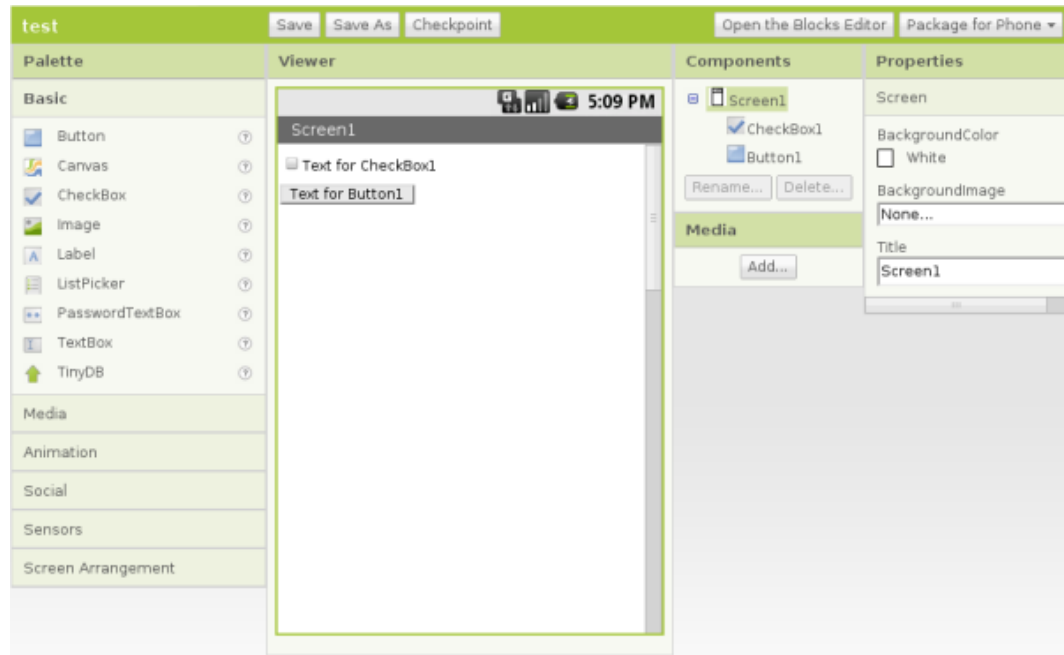 test
Save
Save As
Checkpoint
Open the Blocks Editor
Package for Phone
Palette
Basic
Button
Canvas
CheckBox
Image
Label
ListPicker
PasswordTextBox
TextBox
TinyDB
Media
Animation
Social
Sensors
Screen Arrangement
Viewer
5:09 PM
Screen1
Text for CheckBox1
Text for Button1
Components
Screen1
CheckBox1
Button1
Rename...
Delete...
Media
Add...
Properties
Screen
BackgroundColor
White
BackgroundImage
None...
Title
Screen1